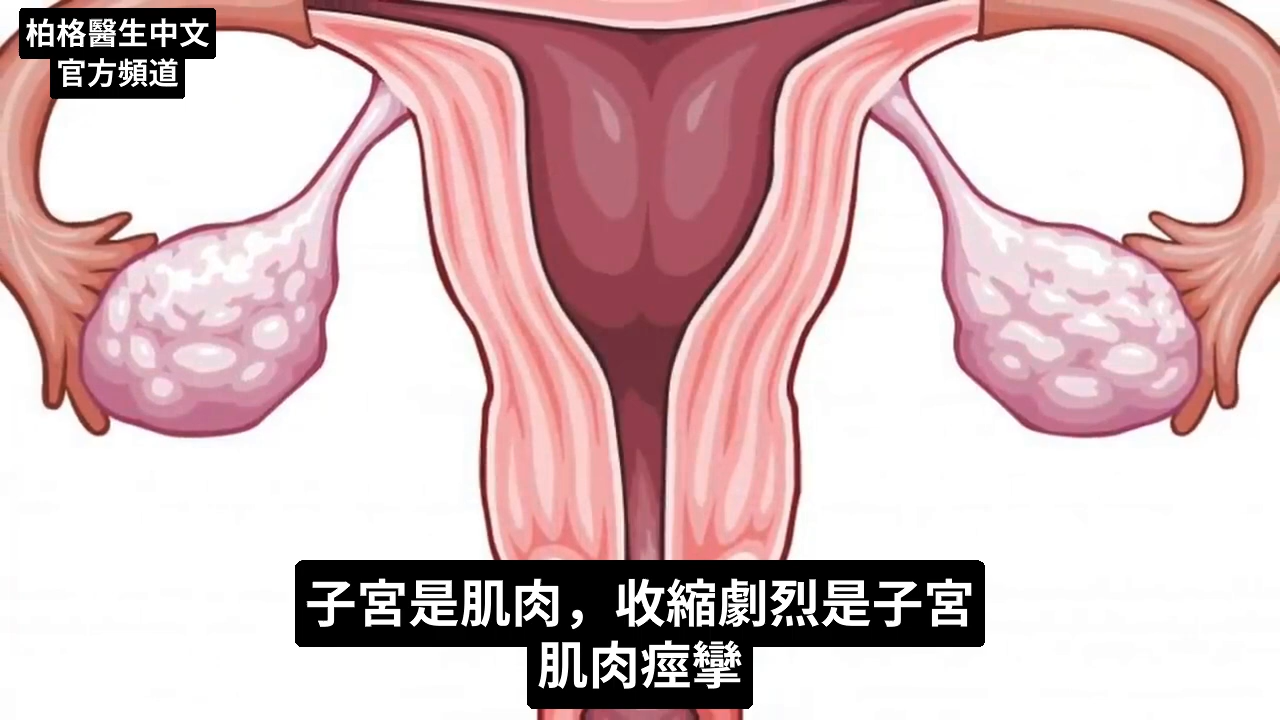 柏格醫生中文
官方頻道
子宮是肌肉，收縮劇烈是子宮
肌肉痙攣